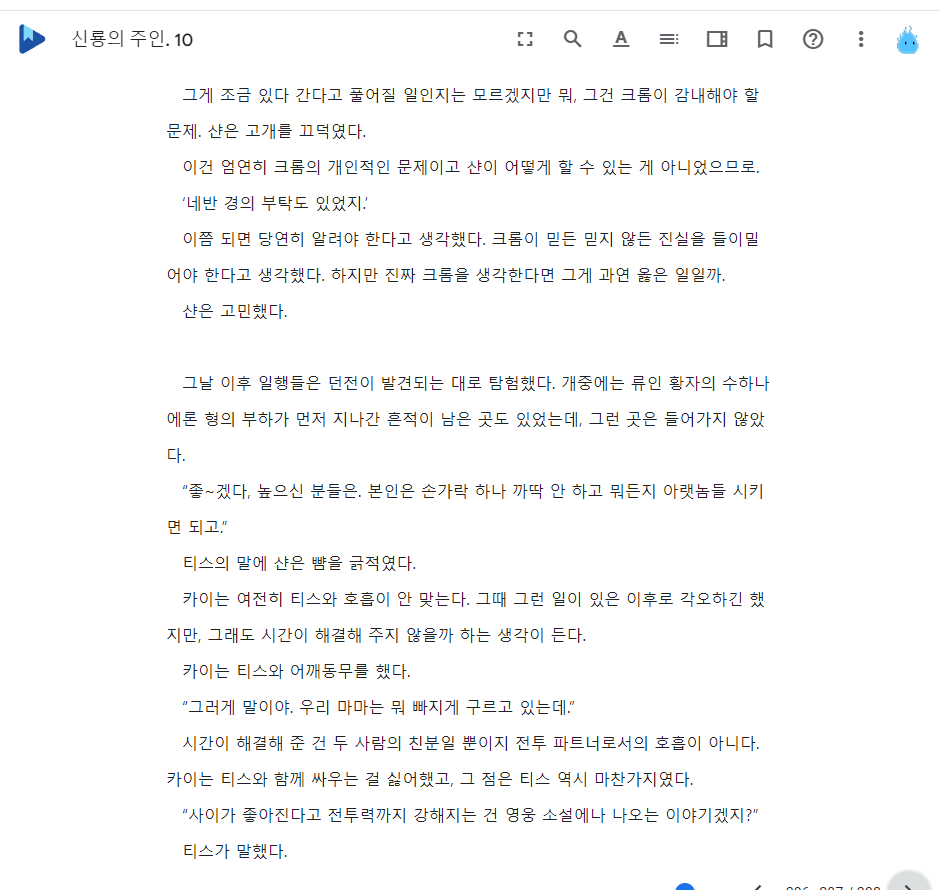 신룡의 주인. 10
그게 조금 있다 간다고 풀어질 일인지는 모르겠지만 뭐, 그건 크롬이 감내해야 할
문제. 샨은 고개를 끄덕였다.
이건 엄연히 크롬의 개인적인 문제이고 샨이 어떻게 할 수 있는 게 아니었으므로.
‘네반 경의 부탁도 있었지.’
이쯤 되면 당연히 알려야 한다고 생각했다. 크롬이 믿든 믿지 않든 진실을 들이밀
어야 한다고 생각했다. 하지만 진짜 크롬을 생각한다면 그게 과연 옳은 일일까.
샨은 고민했다.
그날 이후 일행들은 던전이 발견되는 대로 탐험했다. 개중에는 류인 황자의 수하나
에론 형의 부하가 먼저 지나간 흔적이 남은 곳도 있었는데, 그런 곳은 들어가지 않았
다.
“좋~겠다, 높으신 분들은. 본인은 손가락 하나 까딱 안 하고 뭐든지 아랫놈들 시키
면 되고.”
티스의 말에 샨은 뺨을 긁적였다.
카이는 여전히 티스와 호흡이 안 맞는다. 그때 그런 일이 있은 이후로 각오하긴 했
지만, 그래도 시간이 해결해 주지 않을까 하는 생각이 든다.
카이는 티스와 어깨동무를 했다.
“그러게 말이야. 우리 마마는 뭐 빠지게 구르고 있는데.”
시간이 해결해 준 건 두 사람의 친분일 뿐이지 전투 파트너로서의 호흡이 아니다.
카이는 티스와 함께 싸우는 걸 싫어했고, 그 점은 티스 역시 마찬가지였다.
“사이가 좋아진다고 전투력까지 강해지는 건 영웅 소설에나 나오는 이야기겠지?”
티스가 말했다.